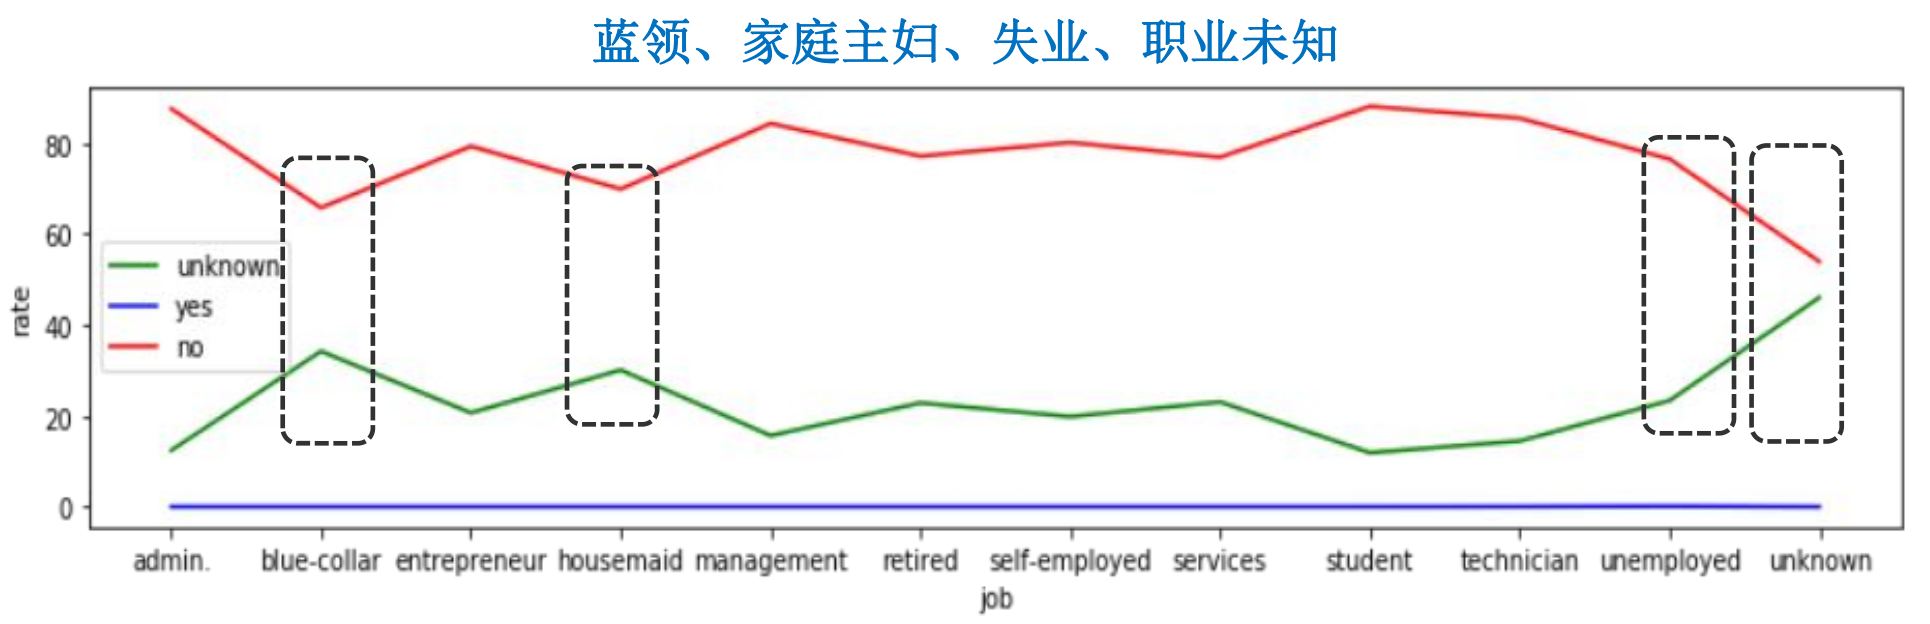 蓝领、家庭主妇、失业、职业未知
80
60
40
20
0
rate
unknown
yes
no
admin. blue-collar entrepreneur housemaid management retired self-employed services student technician unemployed unknown
job